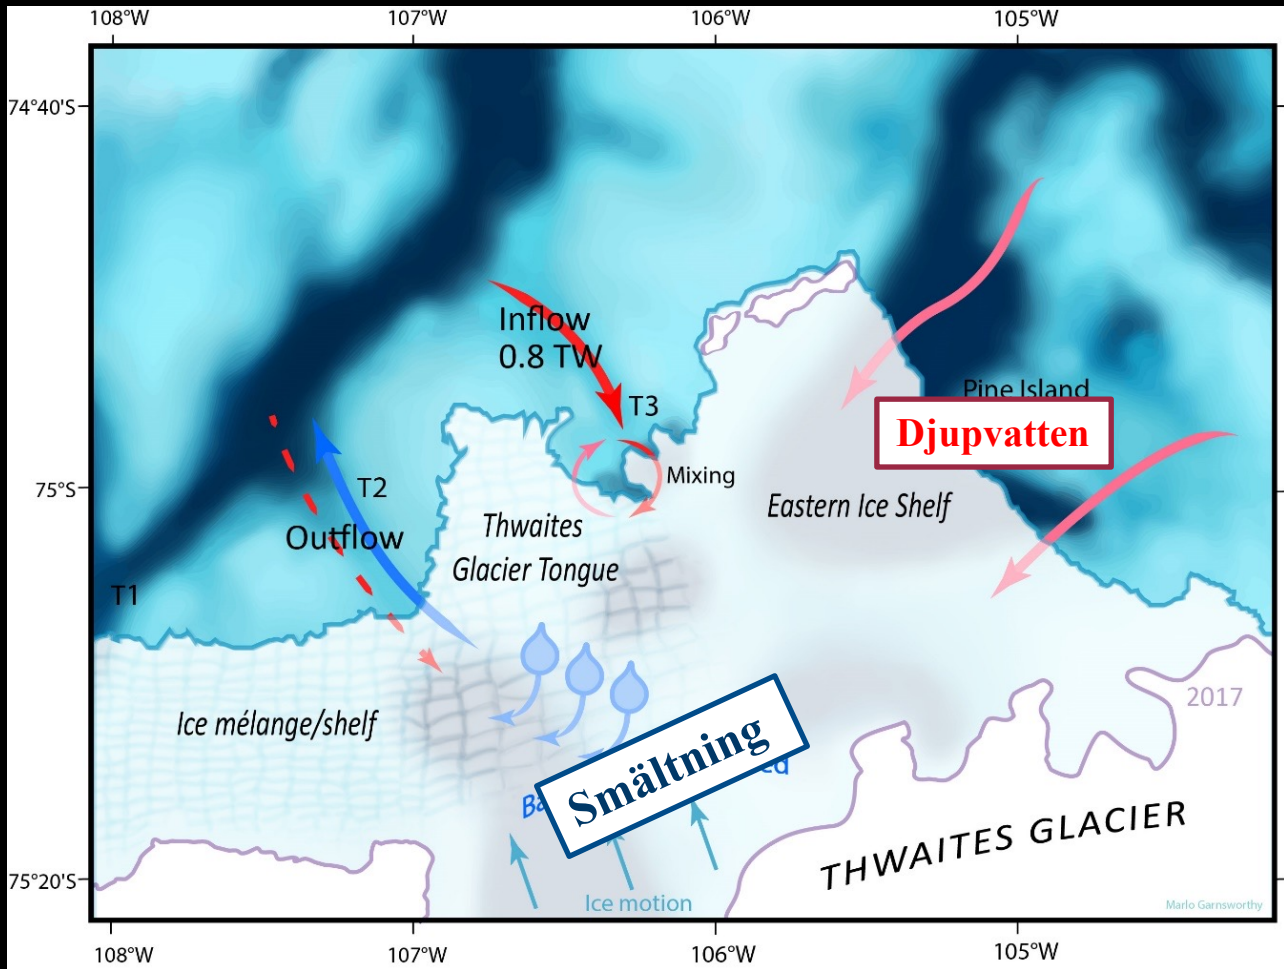 108°W
107°W
106°W
105°W
74°40'S
Inflow
0.8 TW
T3
Pine Island
Djupvatten
Mixing
75°S
T2
Outflow
Eastern Ice Shelf
Thwaites
Glacier Tongue
T1
Ice mélange/shelf
2017
Smältning
THWAITES GLACIER
75°20'S
Ice motion
Marlo Garnsworthy
108°W
107°W
106°W
105°W